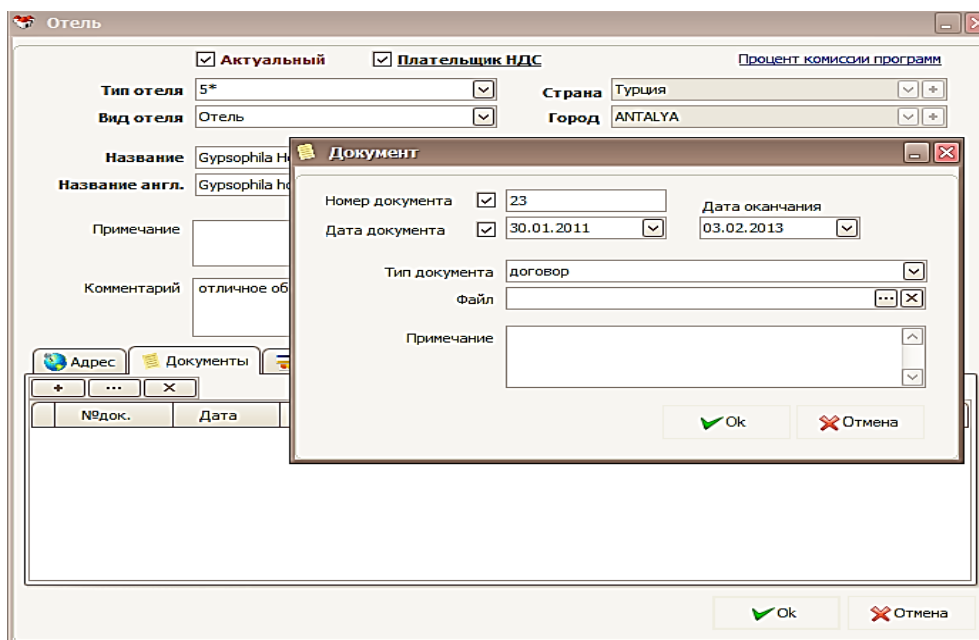 Отель
Актуальный Плательщик НДС Процент комиссии программ
Тип отеля 5* Страна Турция
Вид отеля Отель Город ANTALYA
Название Gypsophila
Название англ. Gypsophila
Примечание
Комментарий отличное
Документ
Номер документа 23 Дата оканчания
Дата документа 30.01.2011 03.02.2013
Тип документа договор
Файл
Примечание
Ok Отмена
Адрес Документы
№док. Дата
Ok Отмена